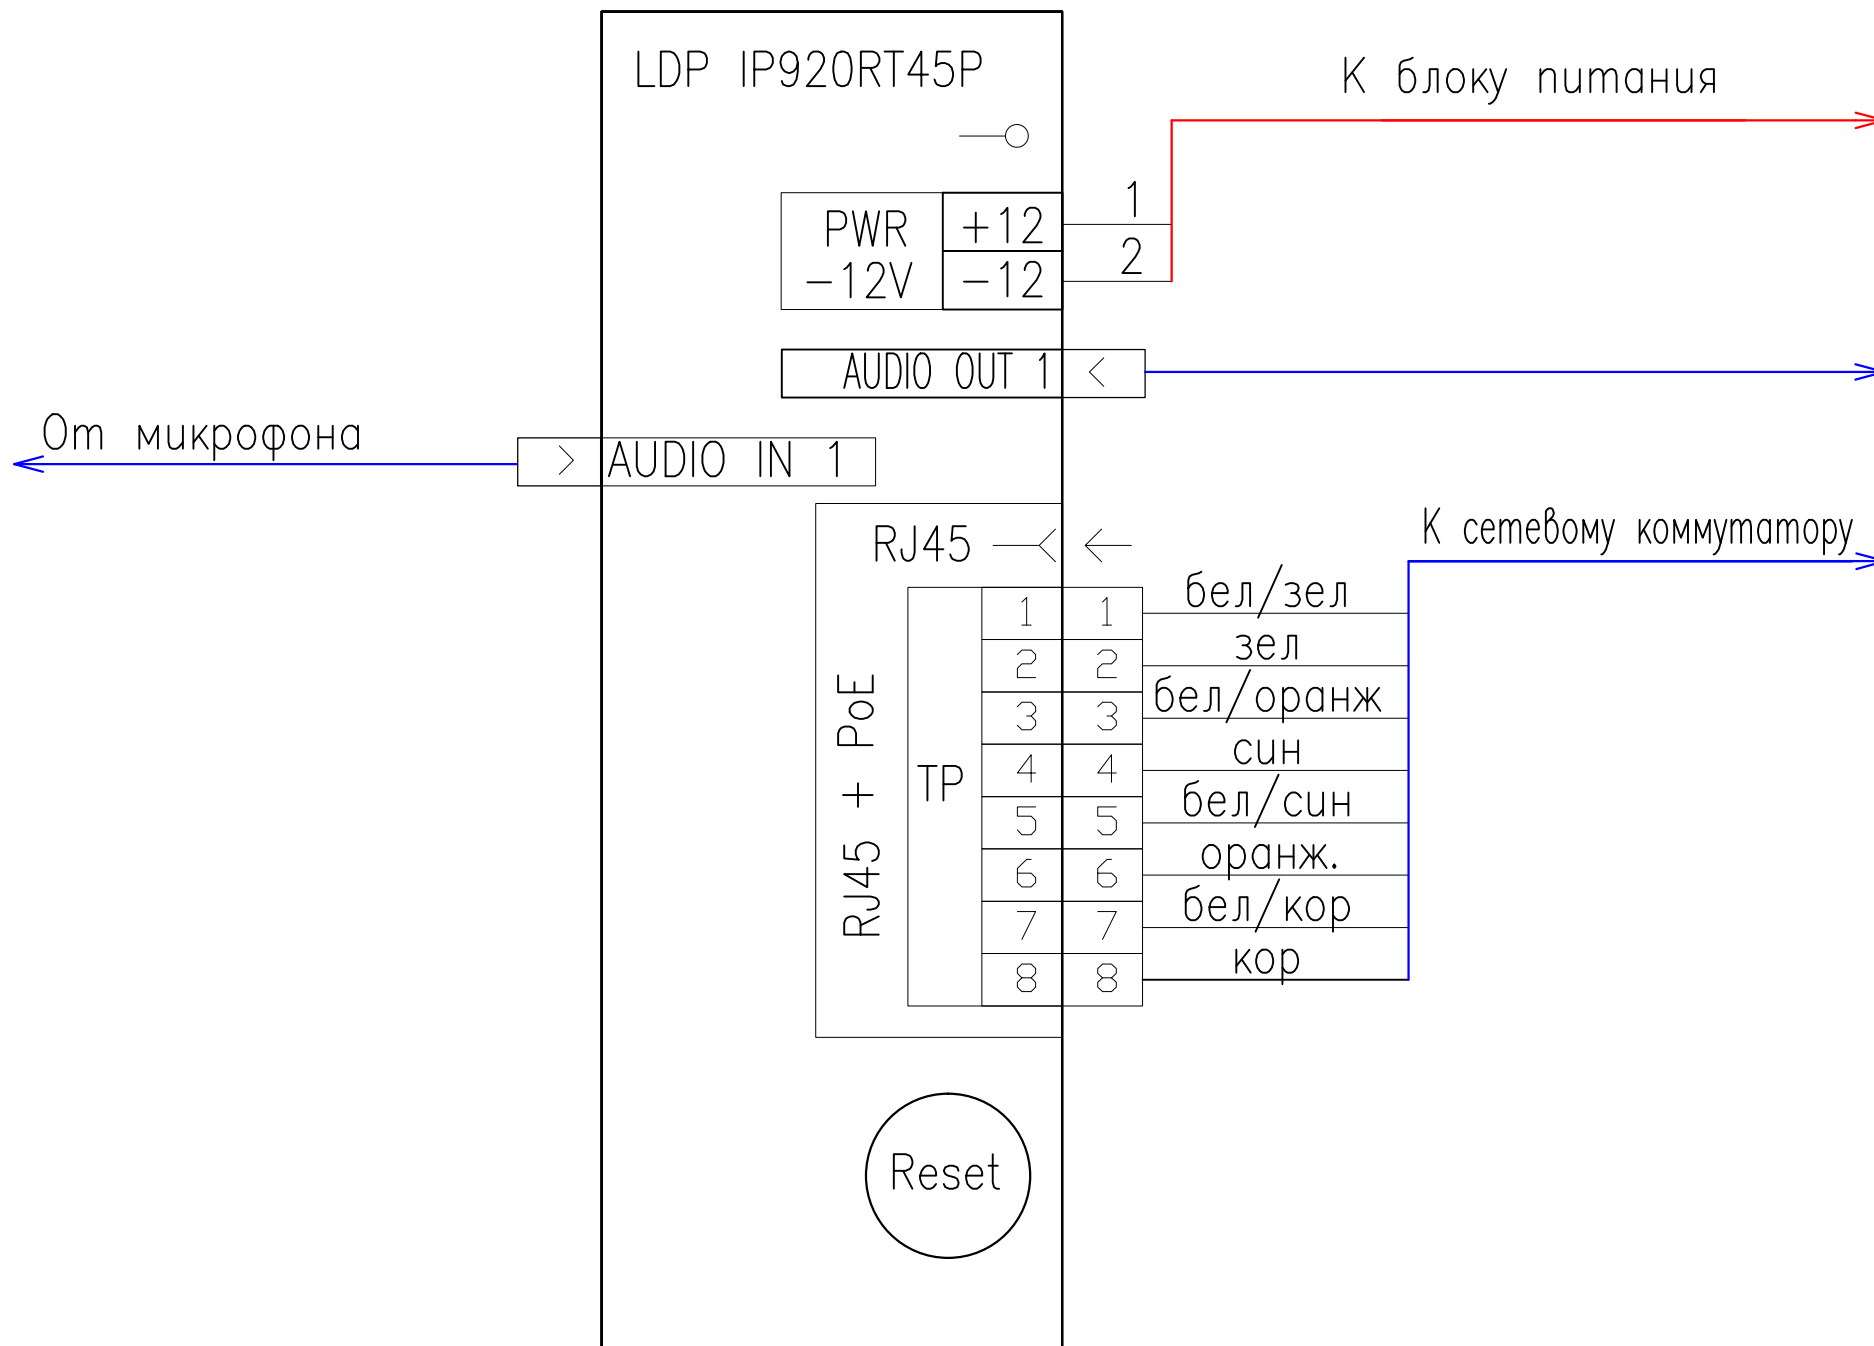 LDP IP920RT45P
К блоку питания
PWR
-12V
+12
1
-12
2
AUDIO OUT 1
От микрофона
AUDIO IN 1
RJ45
К сетевому коммутатору
RJ45 + PoE
TP
1 1 бел/зел
2 2 зел
3 3 бел/оранж
4 4 син
5 5 бел/син
6 6 оранж.
7 7 бел/кор
8 8 кор
Reset